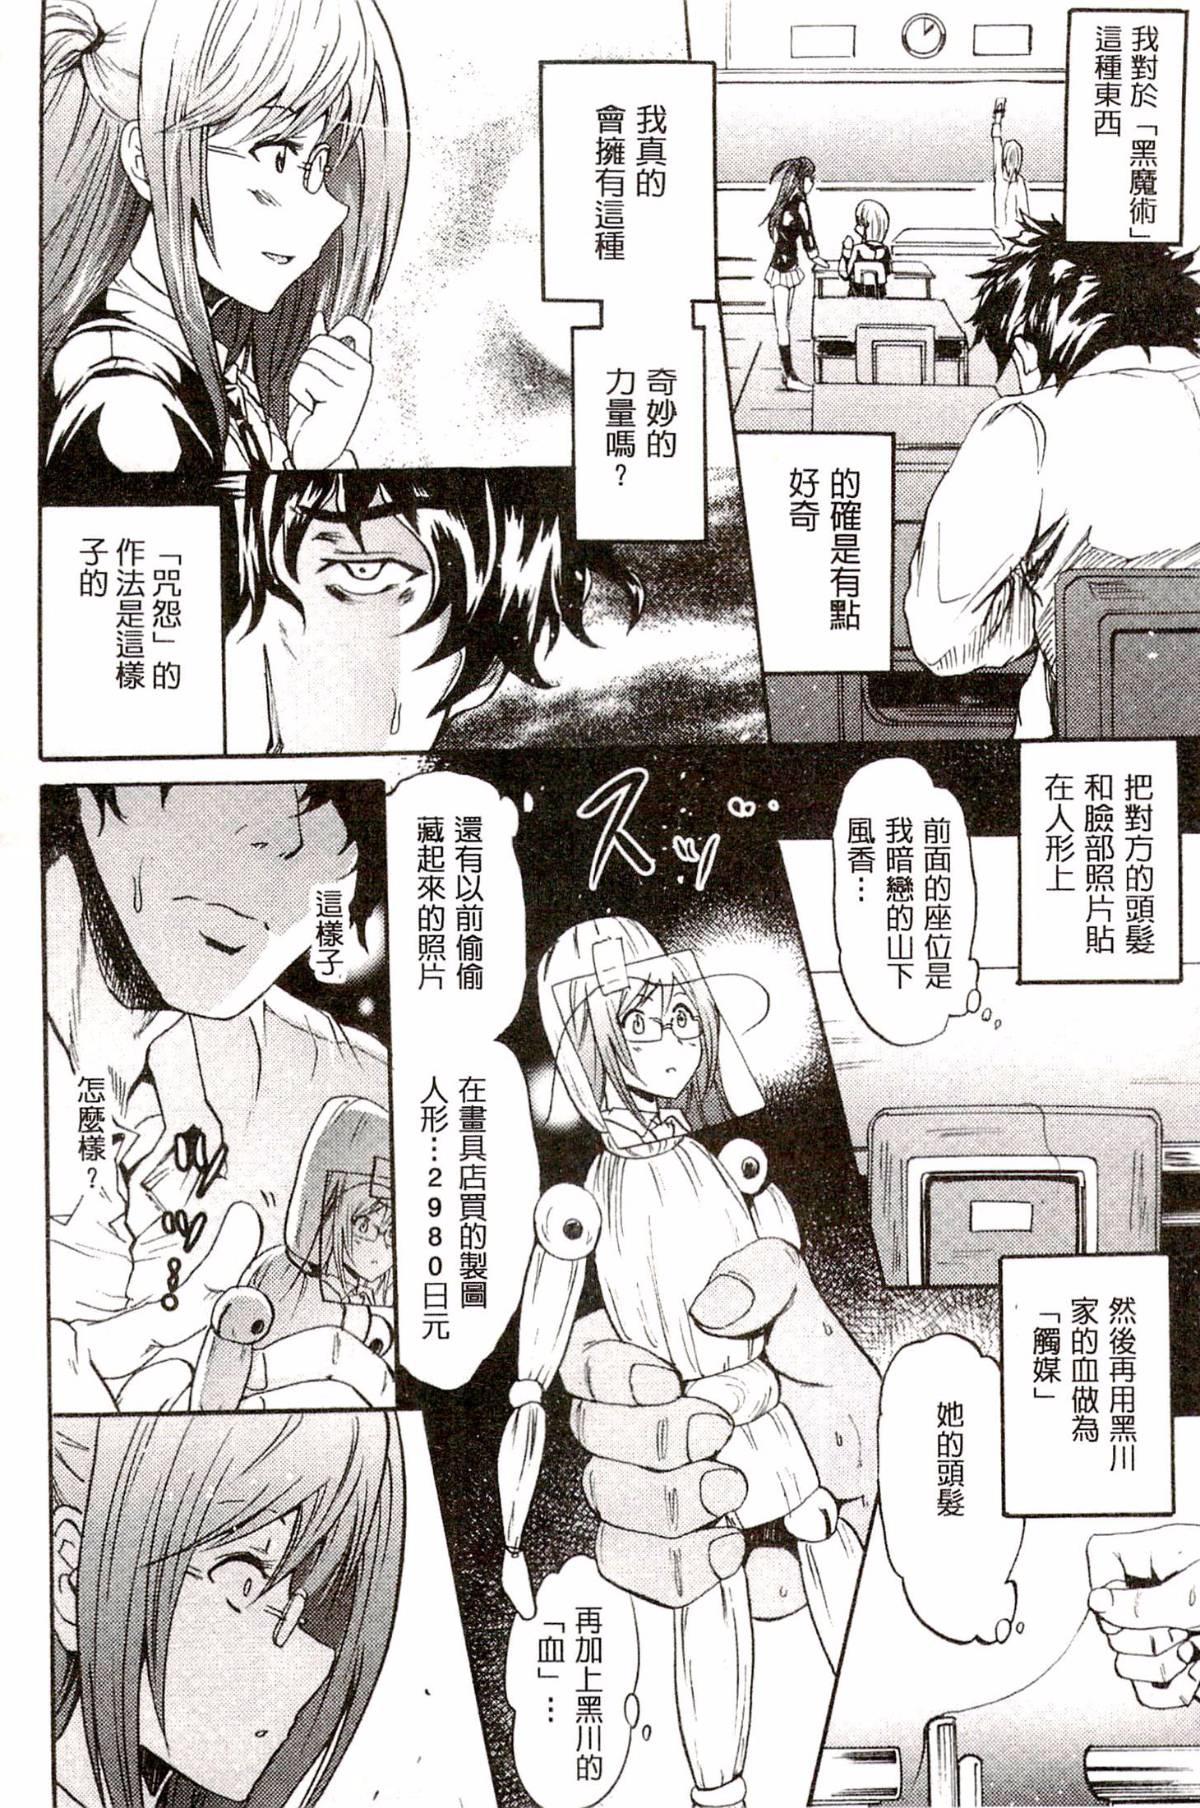 我對於「黑魔術」
這種東西
的確是有點
好奇
我真的
會擁有這種
奇妙的
力量嗎？
「咒怨」的
作法是這樣
子的
把對方的頭髮
和臉部照片貼
在人形上
前面的座位是
我暗戀的山下
風香…
然後再用黑川
家的血做為
「觸媒」
她的頭髮
スッ
還有以前偷偷
藏起來的照片
在畫具店買的製圖
人形…2980日元
再加上黑川的
「血」…
這樣子
怎麼樣？